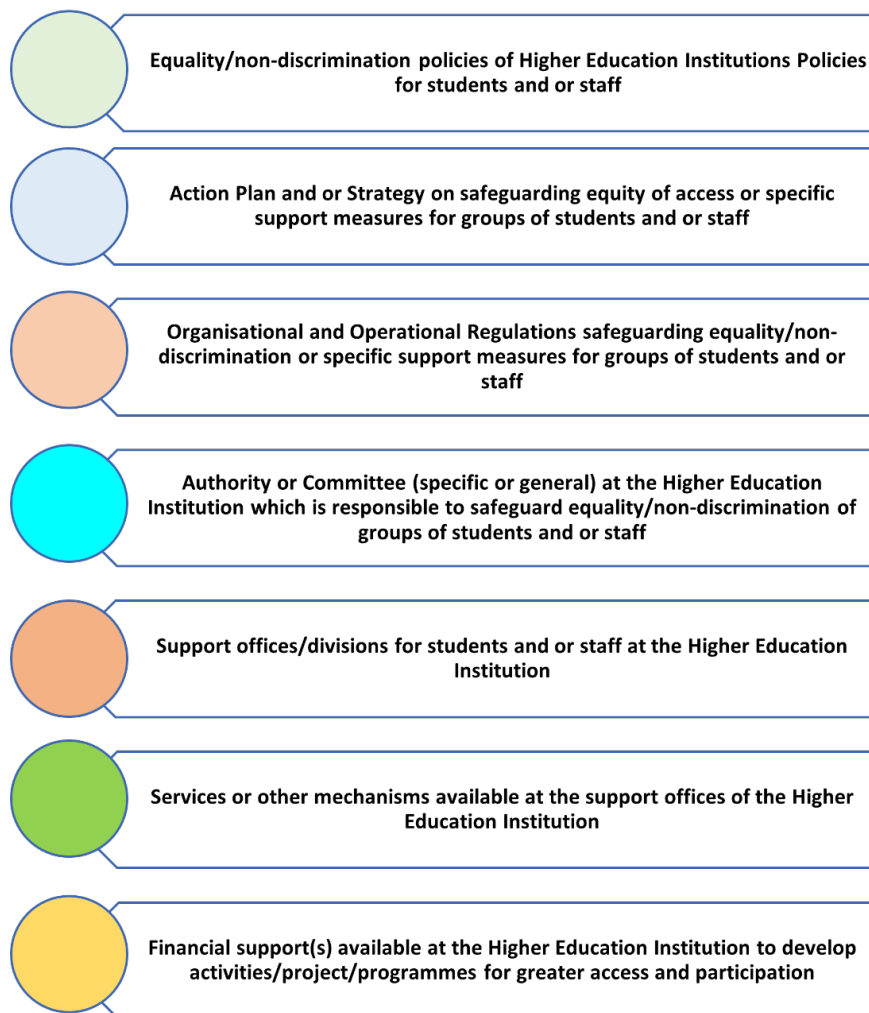 Equality/non-discrimination policies of Higher Education Institutions Policies
for students and or staff
Action Plan and or Strategy on safeguarding equity of access or specific
support measures for groups of students and or staff
Organisational and Operational Regulations safeguarding equality/non-
discrimination or specific support measures for groups of students and or
staff
Authority or Committee (specific or general) at the Higher Education
Institution which is responsible to safeguard equality/non-discrimination of
groups of students and or staff
Support offices/divisions for students and or staff at the Higher Education
Institution
Services or other mechanisms available at the support offices of the Higher
Education Institution
Financial support(s) available at the Higher Education Institution to develop
activities/project/programmes for greater access and participation